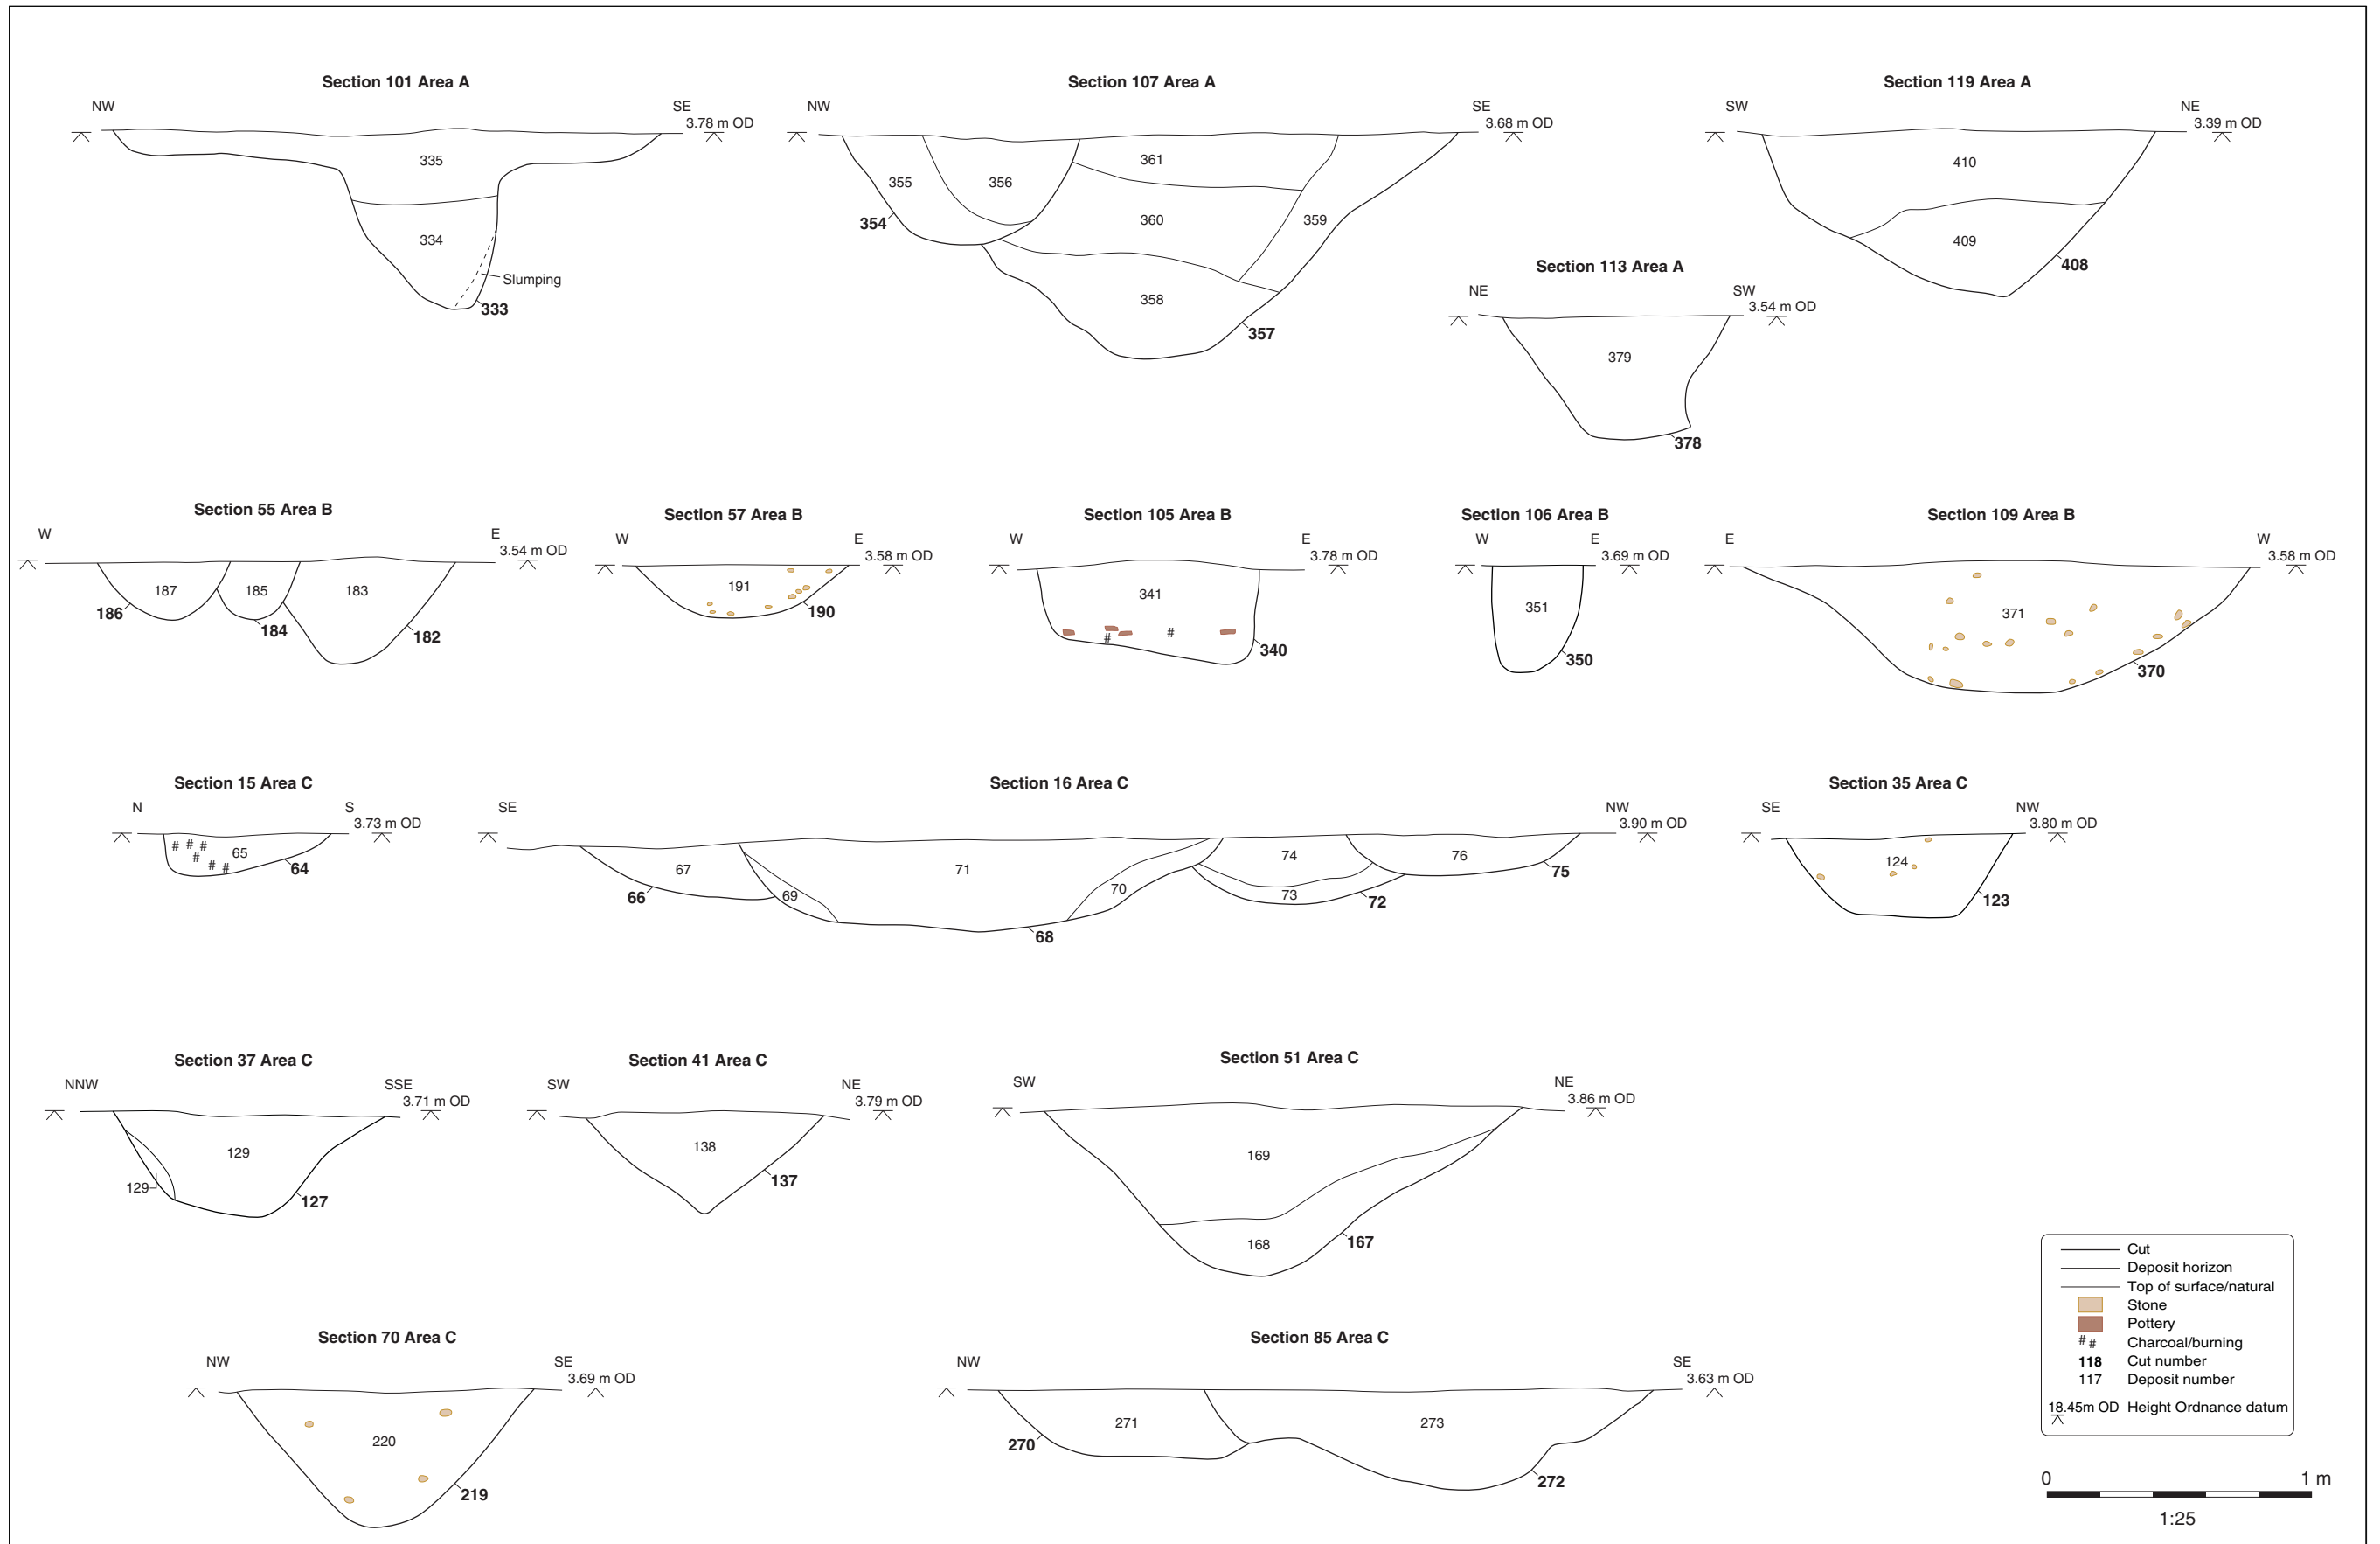 Section 101 Area A
NW
SE
3.78 m OD
335
334
Slumping
333
Section 107 Area A
NW
SE
3.68 m OD
355
356
361
360
359
358
354
357
Section 119 Area A
SW
NE
3.39 m OD
410
409
408
Section 113 Area A
NE
SW
3.54 m OD
379
378
Section 55 Area B
W
E
3.54 m OD
187
185
183
186
184
182
Section 57 Area B
W
E
3.58 m OD
191
190
Section 105 Area B
W
E
3.78 m OD
341
#
#
340
Section 106 Area B
W
E
3.69 m OD
351
350
Section 109 Area B
E
W
3.58 m OD
371
370
Section 15 Area C
N
S
3.73 m OD
# # #
#
# #
65
64
Section 16 Area C
SE
NW
3.90 m OD
67
69
71
70
74
73
76
66
68
72
75
Section 35 Area C
SE
NW
3.80 m OD
124
123
Section 37 Area C
NNW
SSE
3.71 m OD
129
129
127
Section 41 Area C
SW
NE
3.79 m OD
138
137
Section 51 Area C
SW
NE
3.86 m OD
169
168
167
Section 70 Area C
NW
SE
3.69 m OD
220
219
Section 85 Area C
NW
SE
3.63 m OD
271
273
270
272
Cut
Deposit horizon
Top of surface/natural
Stone
Pottery
# # Charcoal/burning
118 Cut number
117 Deposit number
18.45m OD Height Ordnance datum
0 1 m
1:25